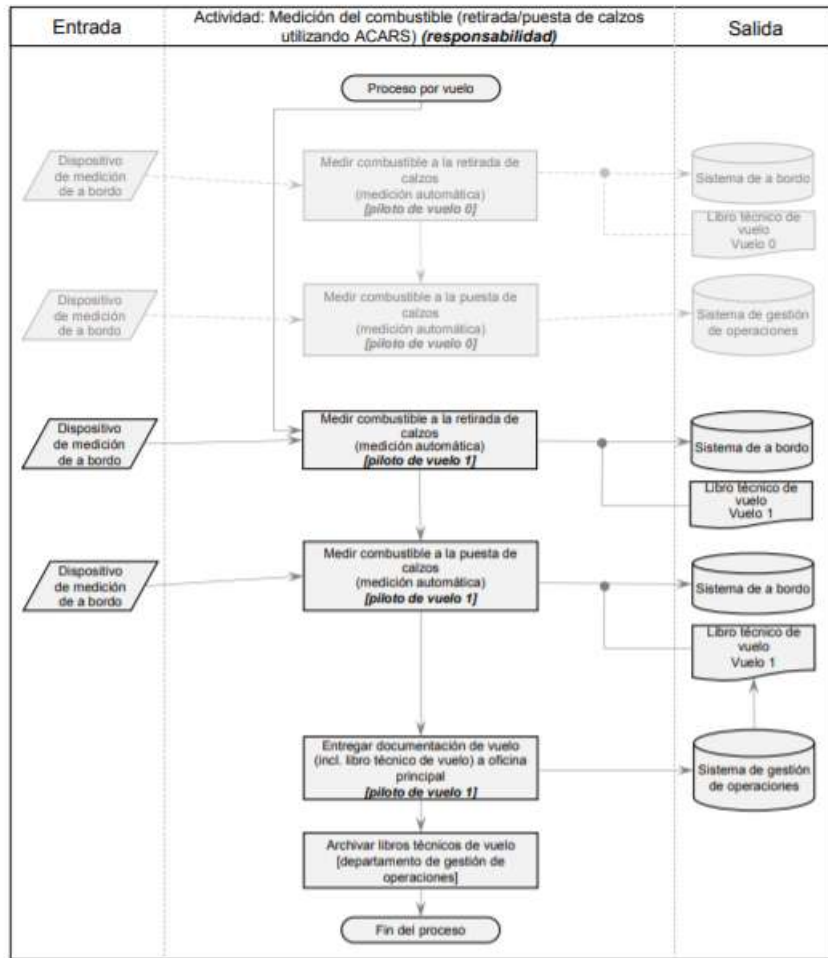 Entrada
Actividad: Medición del combustible (retirada/puesta de calzos
utilizando ACARS) (responsabilidad)
Salida
Proceso por vuelo
Dispositivo
de medición
de a bordo
Medir combustible a la retirada de
calzos
(medición automática)
[piloto de vuelo 0]
Sistema de a bordo
Libro técnico de
vuelo
Vuelo 0
Dispositivo
de medición
de a bordo
Medir combustible a la puesta de
calzos
(medición automática)
[piloto de vuelo 0]
Sistema de gestión
de operaciones
Dispositivo
de medición
de a bordo
Medir combustible a la retirada de
calzos
(medición automática)
[piloto de vuelo 1]
Sistema de a bordo
Libro técnico de
vuelo
Vuelo 1
Dispositivo
de medición
de a bordo
Medir combustible a la puesta de
calzos
(medición automática)
[piloto de vuelo 1]
Sistema de a bordo
Libro técnico de
vuelo
Vuelo 1
Entregar documentación de vuelo
(incl. libro técnico de vuelo) a oficina
principal
[piloto de vuelo 1]
Sistema de gestión
de operaciones
Archivar libros técnicos de vuelo
[departamento de gestión de
operaciones]
Fin del proceso